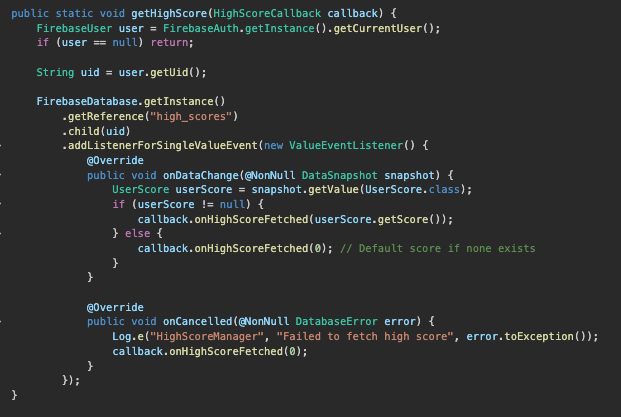 public static void getHighScore(HighScoreCallback callback) {
    FirebaseUser user = FirebaseAuth.getInstance().getCurrentUser();
    if (user == null) return;

    String uid = user.getUid();

    FirebaseDatabase.getInstance()
        .getReference("high_scores")
        .child(uid)
        .addListenerForSingleValueEvent(new ValueEventListener() {
            @Override
            public void onDataChange(@NonNull DataSnapshot snapshot) {
                UserScore userScore = snapshot.getValue(UserScore.class);
                if (userScore != null) {
                    callback.onHighScoreFetched(userScore.getScore());
                } else {
                    callback.onHighScoreFetched(0); // Default score if none exists
                }
            }

            @Override
            public void onCancelled(@NonNull DatabaseError error) {
                Log.e("HighScoreManager", "Failed to fetch high score", error.toException());
                callback.onHighScoreFetched(0);
            }
        });
}